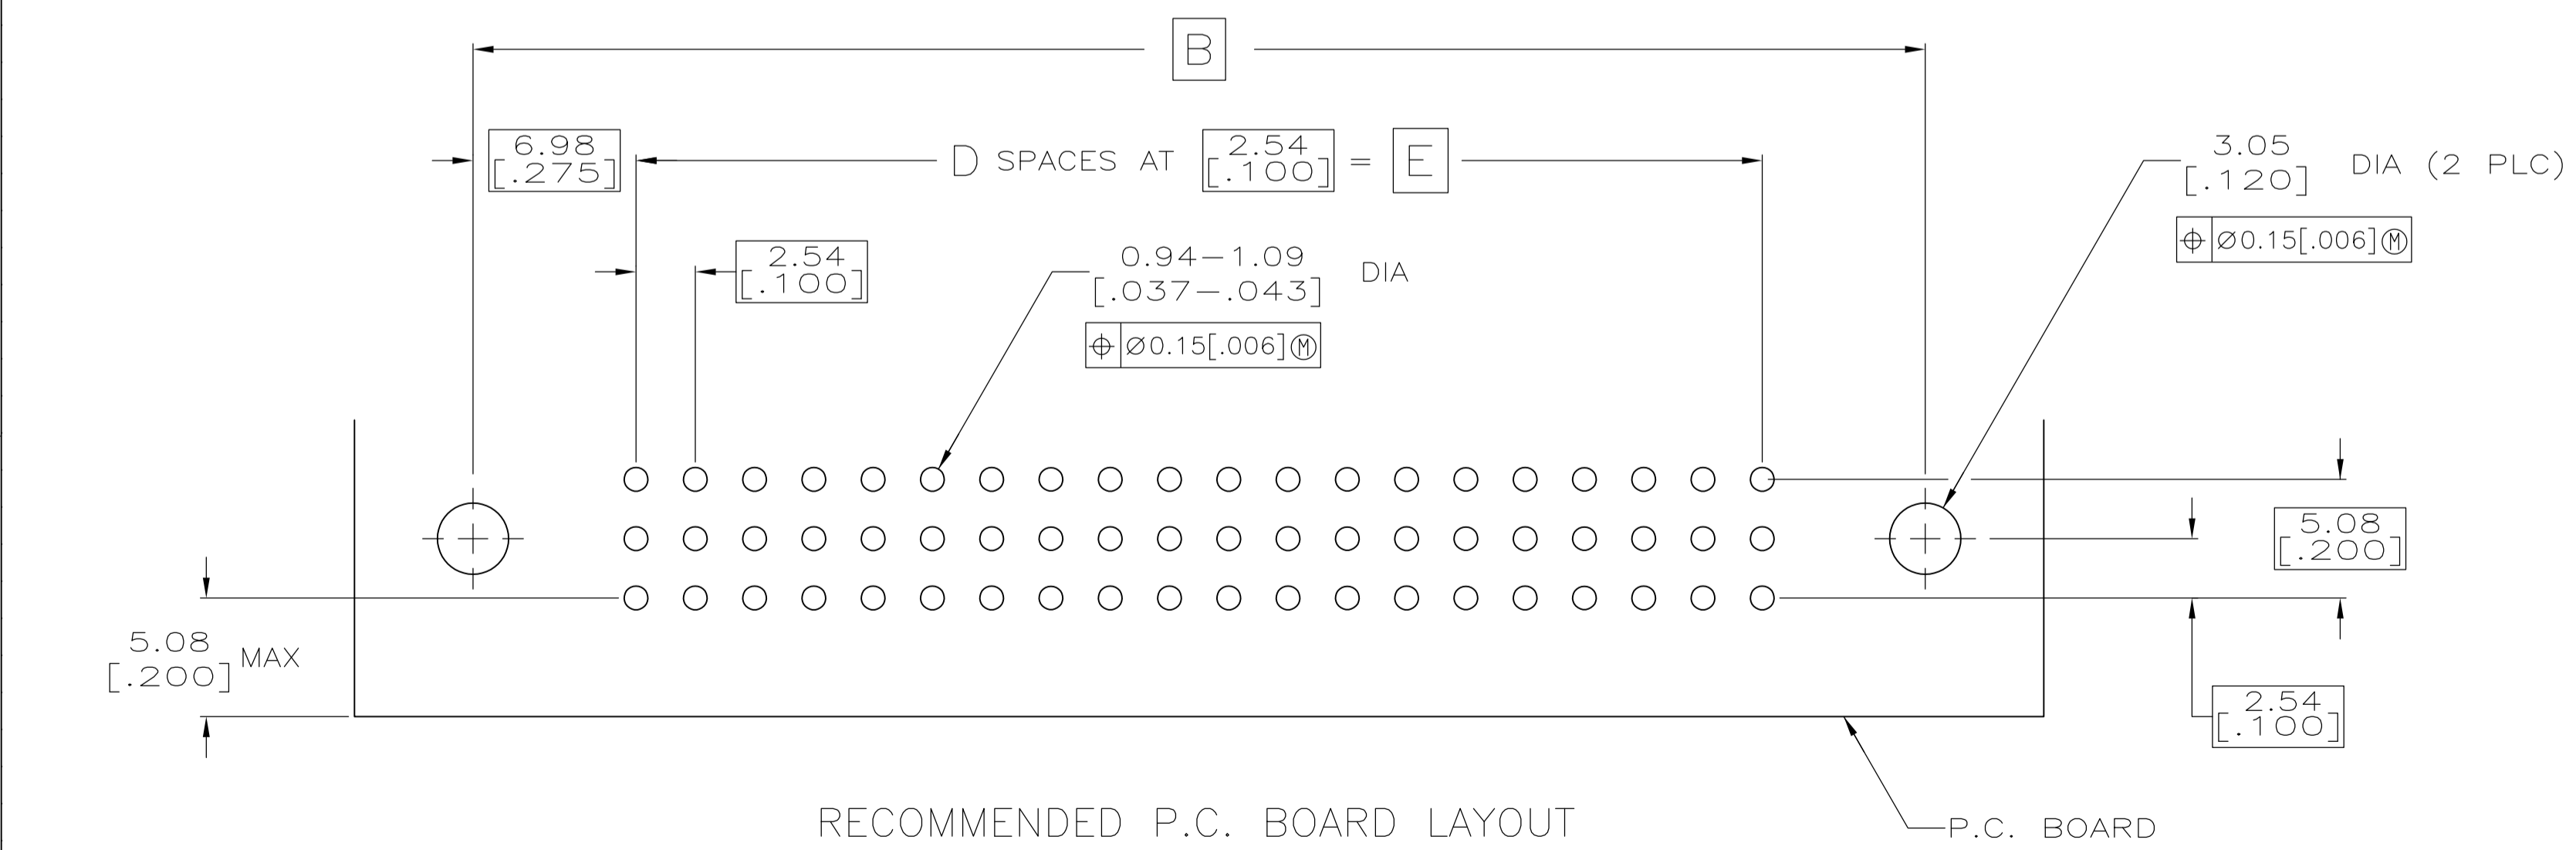 B
6.98
[.275]
D SPACES AT 2.54 [.100] = E
3.05
[.120] DIA (2 PLC)
⌖ ⌀0.15[.006]Ⓜ
2.54
[.100]
0.94-1.09
[.037-.043] DIA
⌖ ⌀0.15[.006]Ⓜ
5.08
[.200]
5.08
[.200] MAX
2.54
[.100]
RECOMMENDED P.C. BOARD LAYOUT
P.C. BOARD